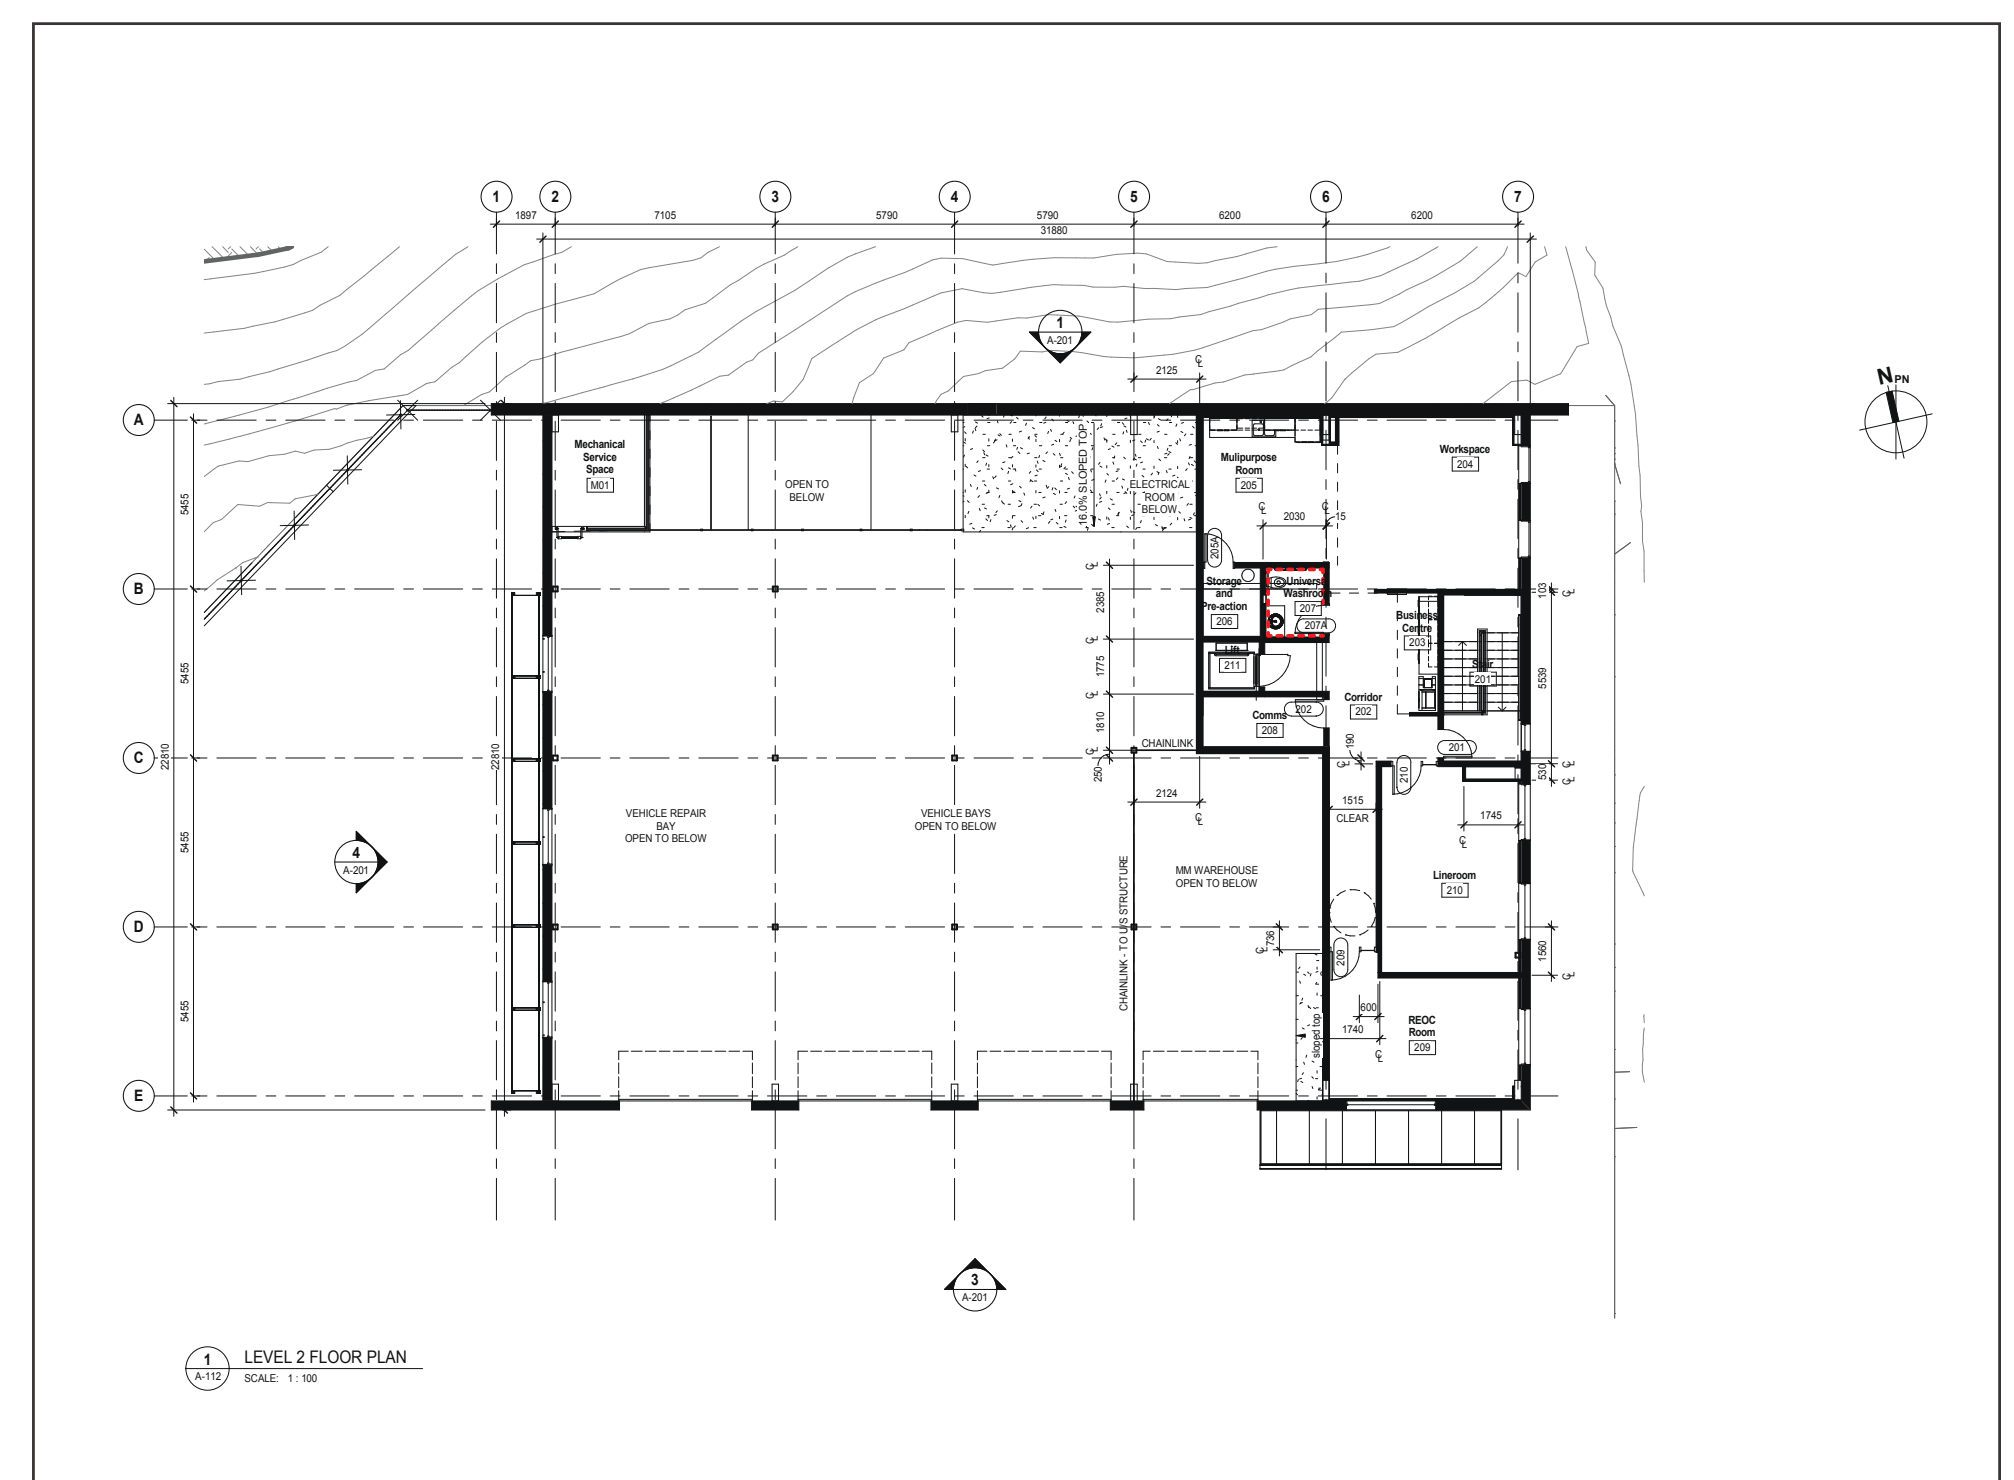 1 2 3 4 5 6 7
1897 7105 5790 5790 6200 6200
31880
1
A-201
N PN
2125
A
B
C
D
E
5455
5455
5455
5455
22810
22810
Mechanical
Service
Space
M01
OPEN TO
BELOW
16.0% SLOPED TOP
ELECTRICAL
ROOM
BELOW
Mulipurpose
Room
205
Workspace
204
2030
15
205A
Storage
and
Pre-action
206
Washroom
207
207A
Business
Centre
203
103
2385
1775
1810
250
Lift
211
201
5539
Corridor
202
Comms
202
208
CHAINLINK
190
201
210
530
2124
1515
CLEAR
1745
VEHICLE REPAIR
BAY
OPEN TO BELOW
VEHICLE BAYS
OPEN TO BELOW
CHAINLINK - TO U/S STRUCTURE
MM WAREHOUSE
OPEN TO BELOW
Lineroom
210
4
A-201
736
209
1560
600
1740
sloped top
REOC
Room
209
3
A-201
1
A-112
LEVEL 2 FLOOR PLAN
SCALE: 1 : 100